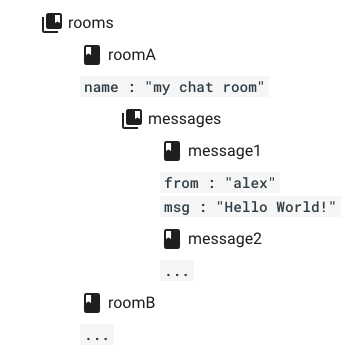 rooms
roomA
name : "my chat room"
messages
message1
from : "alex"
msg : "Hello World!"
message2
...
roomB
...